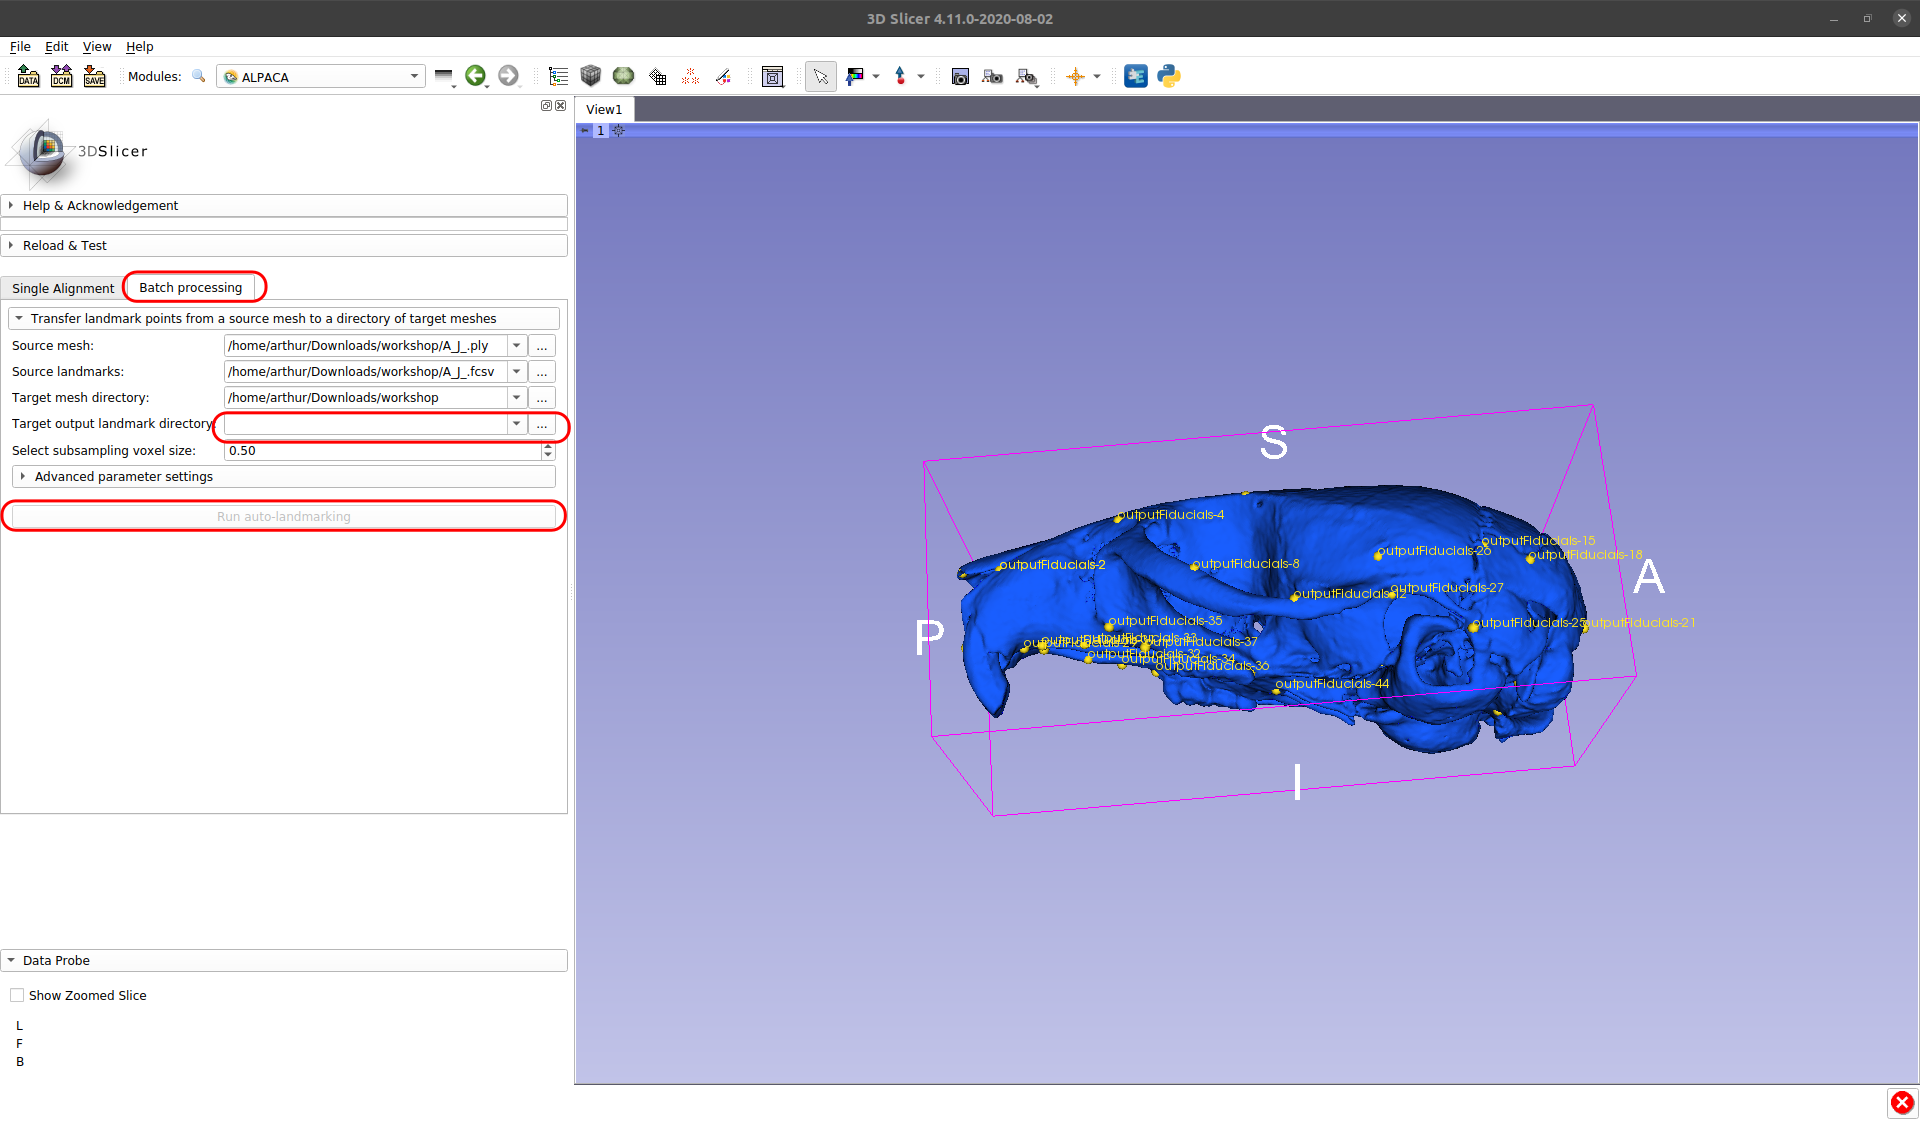 3D Slicer 4.11.0-2020-08-02
File Edit View Help
DATA DCM SAVE Modules: ALPACA
View1
1
3DSlicer
Help & Acknowledgement
Reload & Test
Single Alignment Batch processing
Transfer landmark points from a source mesh to a directory of target meshes
Source mesh: /home/arthur/Downloads/workshop/A_J_.ply ...
Source landmarks: /home/arthur/Downloads/workshop/A_J_.fcsv ...
Target mesh directory: /home/arthur/Downloads/workshop ...
Target output landmark directory: ...
Select subsampling voxel size: 0.50
Advanced parameter settings
Run auto-landmarking
Data Probe
Show Zoomed Slice
L
F
B
S
outputFiducials-4
outputFiducials-15
outputFiducials-26
outputFiducials-18
outputFiducials-2
outputFiducials-8
A
outputFiducials-27
outputFiducials-12
outputFiducials-35
outputFiducials-25
outputFiducials-21
P
outputFiducials-33
outputFiducials-37
outputFiducials-32
outputFiducials-34
outputFiducials-36
outputFiducials-44
I